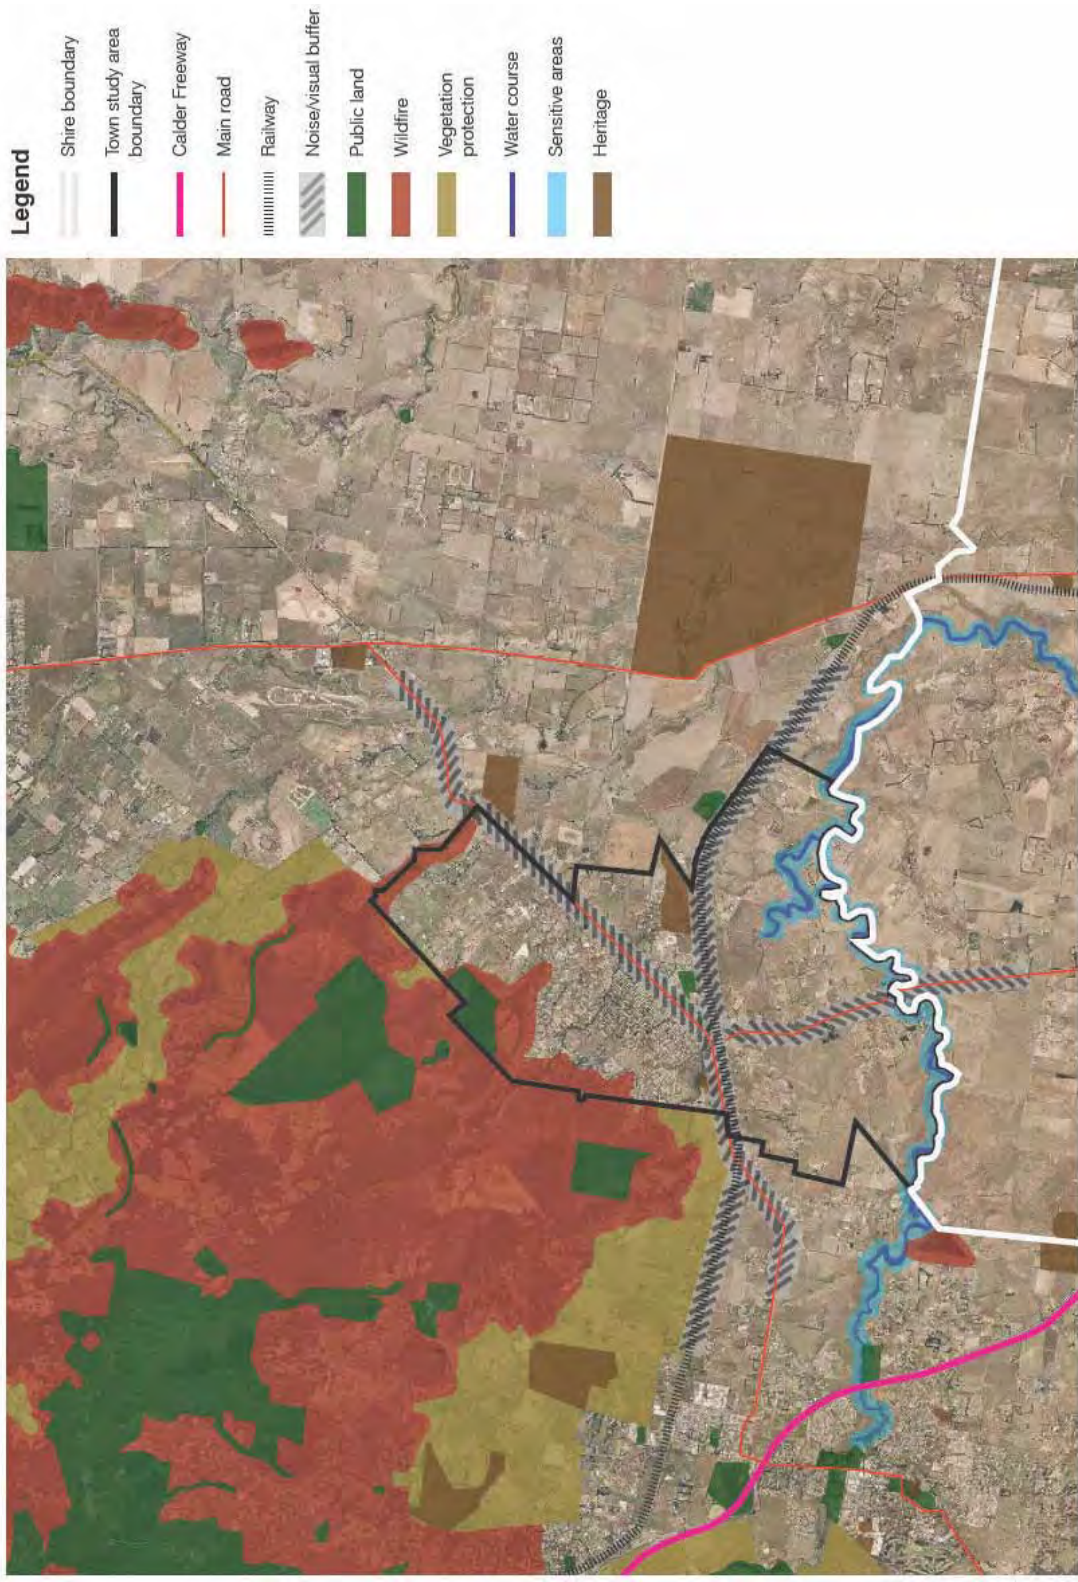 Legend
Shire boundary
Town study area
boundary
Calder Freeway
Main road
Railway
Noise/visual buffer
Public land
Wildfire
Vegetation
protection
Water course
Sensitive areas
Heritage